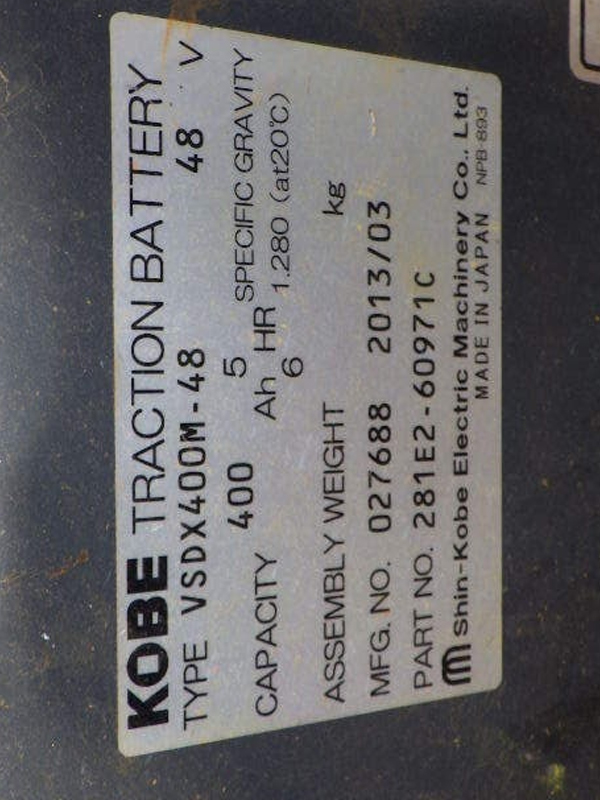 KOBE TRACTION BATTERY
TYPE VSDX400M-48 48 V
CAPACITY 400 Ah 5 HR SPECIFIC GRAVITY
6 1.280 (at20℃)
ASSEMBLY WEIGHT kg
MFG. NO. 027688 2013/03
PART NO. 281E2-60971C
Shin-Kobe Electric Machinery Co., Ltd.
MADE IN JAPAN NPB-893